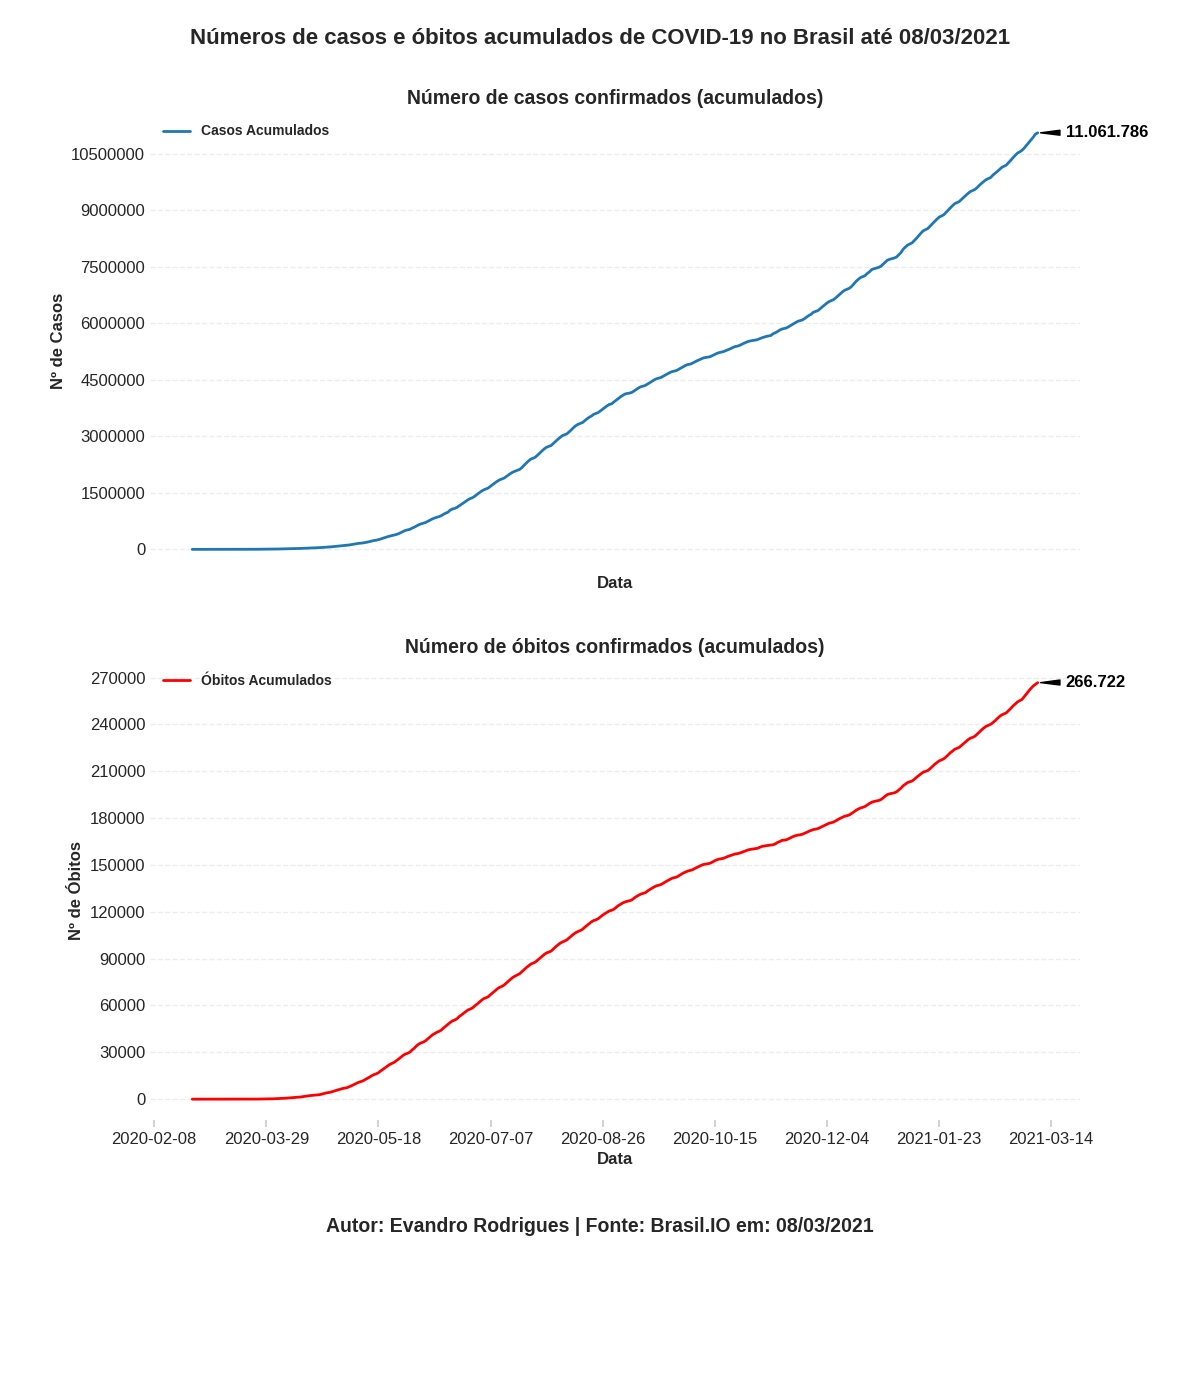 Números de casos e óbitos acumulados de COVID-19 no Brasil até 08/03/2021
Número de casos confirmados (acumulados)
Casos Acumulados
11.061.786
10500000
9000000
7500000
6000000
4500000
3000000
1500000
0
Nº de Casos
Data
Número de óbitos confirmados (acumulados)
Óbitos Acumulados
266.722
270000
240000
210000
180000
150000
120000
90000
60000
30000
0
Nº de Óbitos
2020-02-08 2020-03-29 2020-05-18 2020-07-07 2020-08-26 2020-10-15 2020-12-04 2021-01-23 2021-03-14
Data
Autor: Evandro Rodrigues | Fonte: Brasil.IO em: 08/03/2021